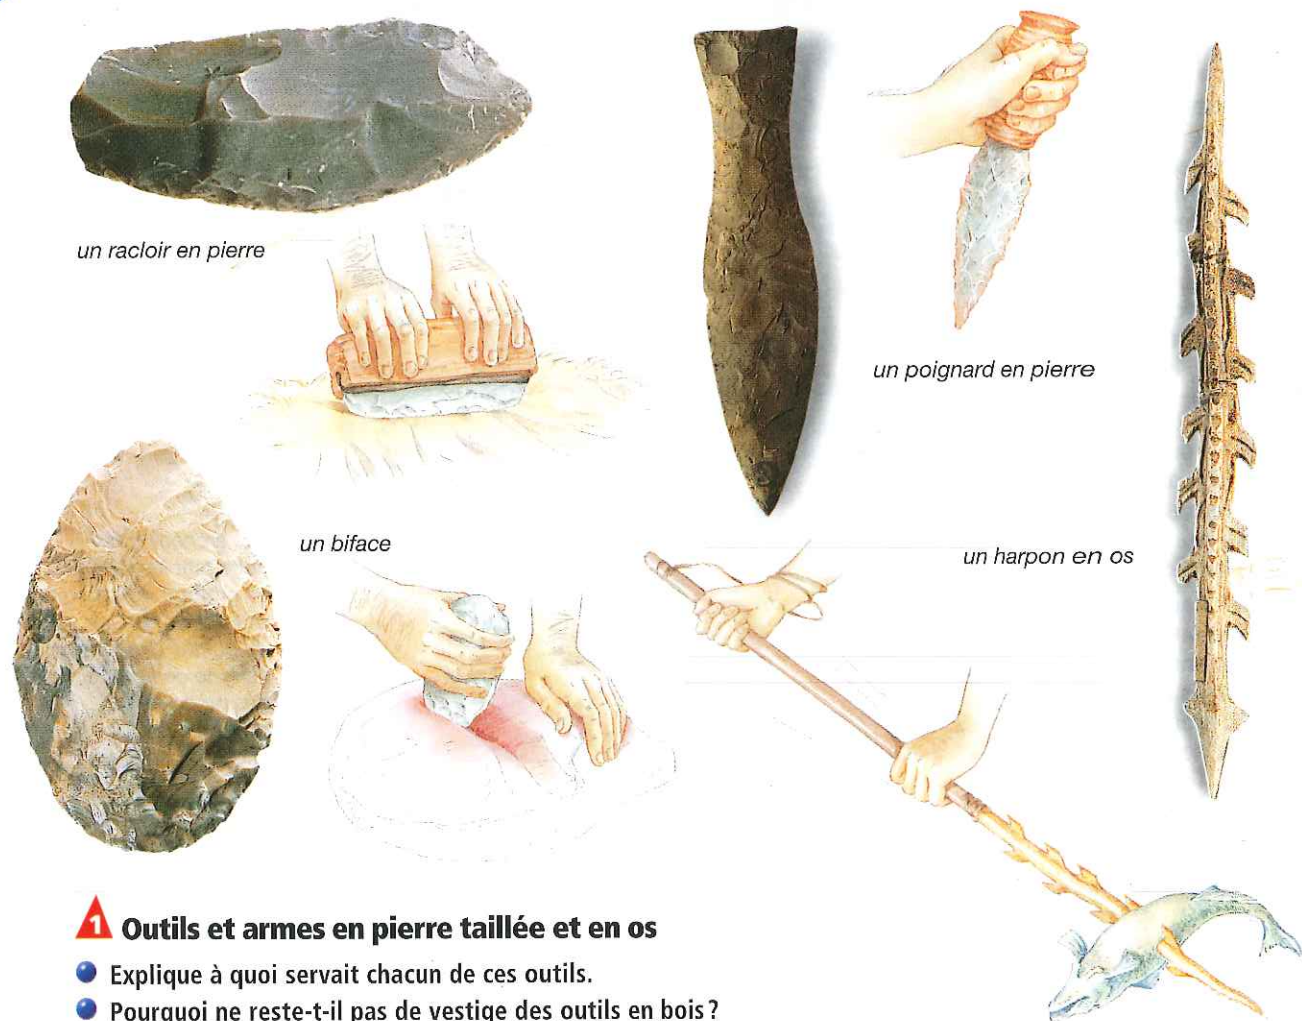 un racloir en pierre
un poignard en pierre
un biface
un harpon en os
1 Outils et armes en pierre taillée et en os
Explique à quoi servait chacun de ces outils.
Pourquoi ne reste-t-il pas de vestige des outils en bois ?